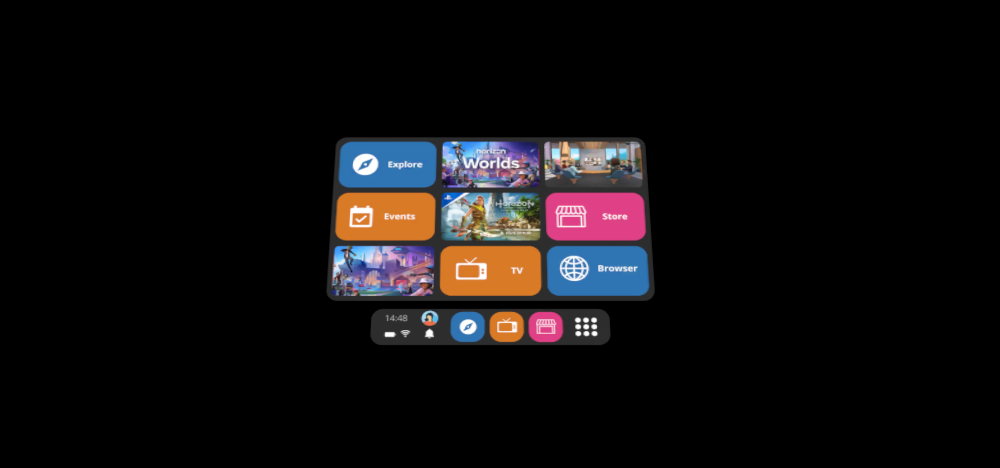 Explore
horizon
Worlds
Events
Horizon
Store
TV
Browser
14:48